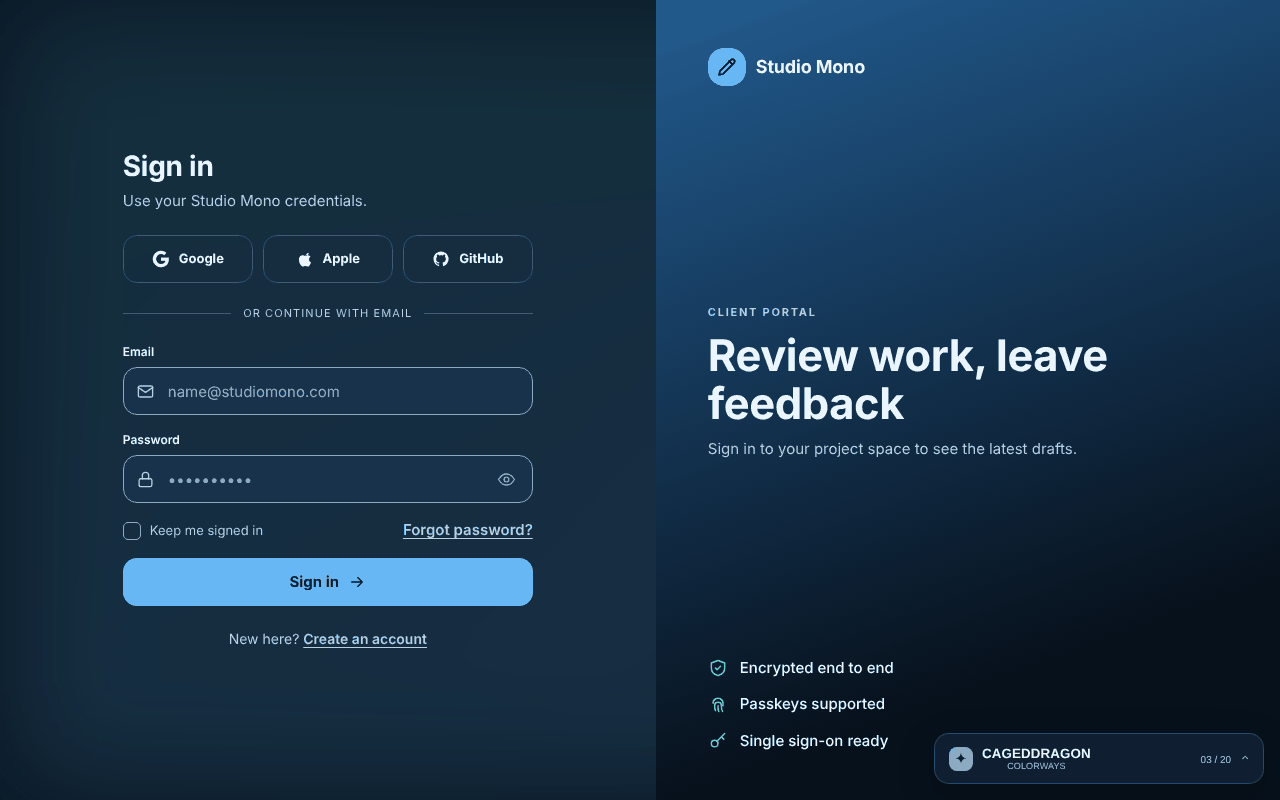 Sign in
Use your Studio Mono credentials.
Google
Apple
GitHub
OR CONTINUE WITH EMAIL
Email
name@studiomono.com
Password
Keep me signed in
Forgot password?
Sign in
New here? Create an account
Studio Mono
CLIENT PORTAL
Review work, leave
feedback
Sign in to your project space to see the latest drafts.
Encrypted end to end
Passkeys supported
Single sign-on ready
CAGEDDRAGON
COLORWAYS
03 / 20